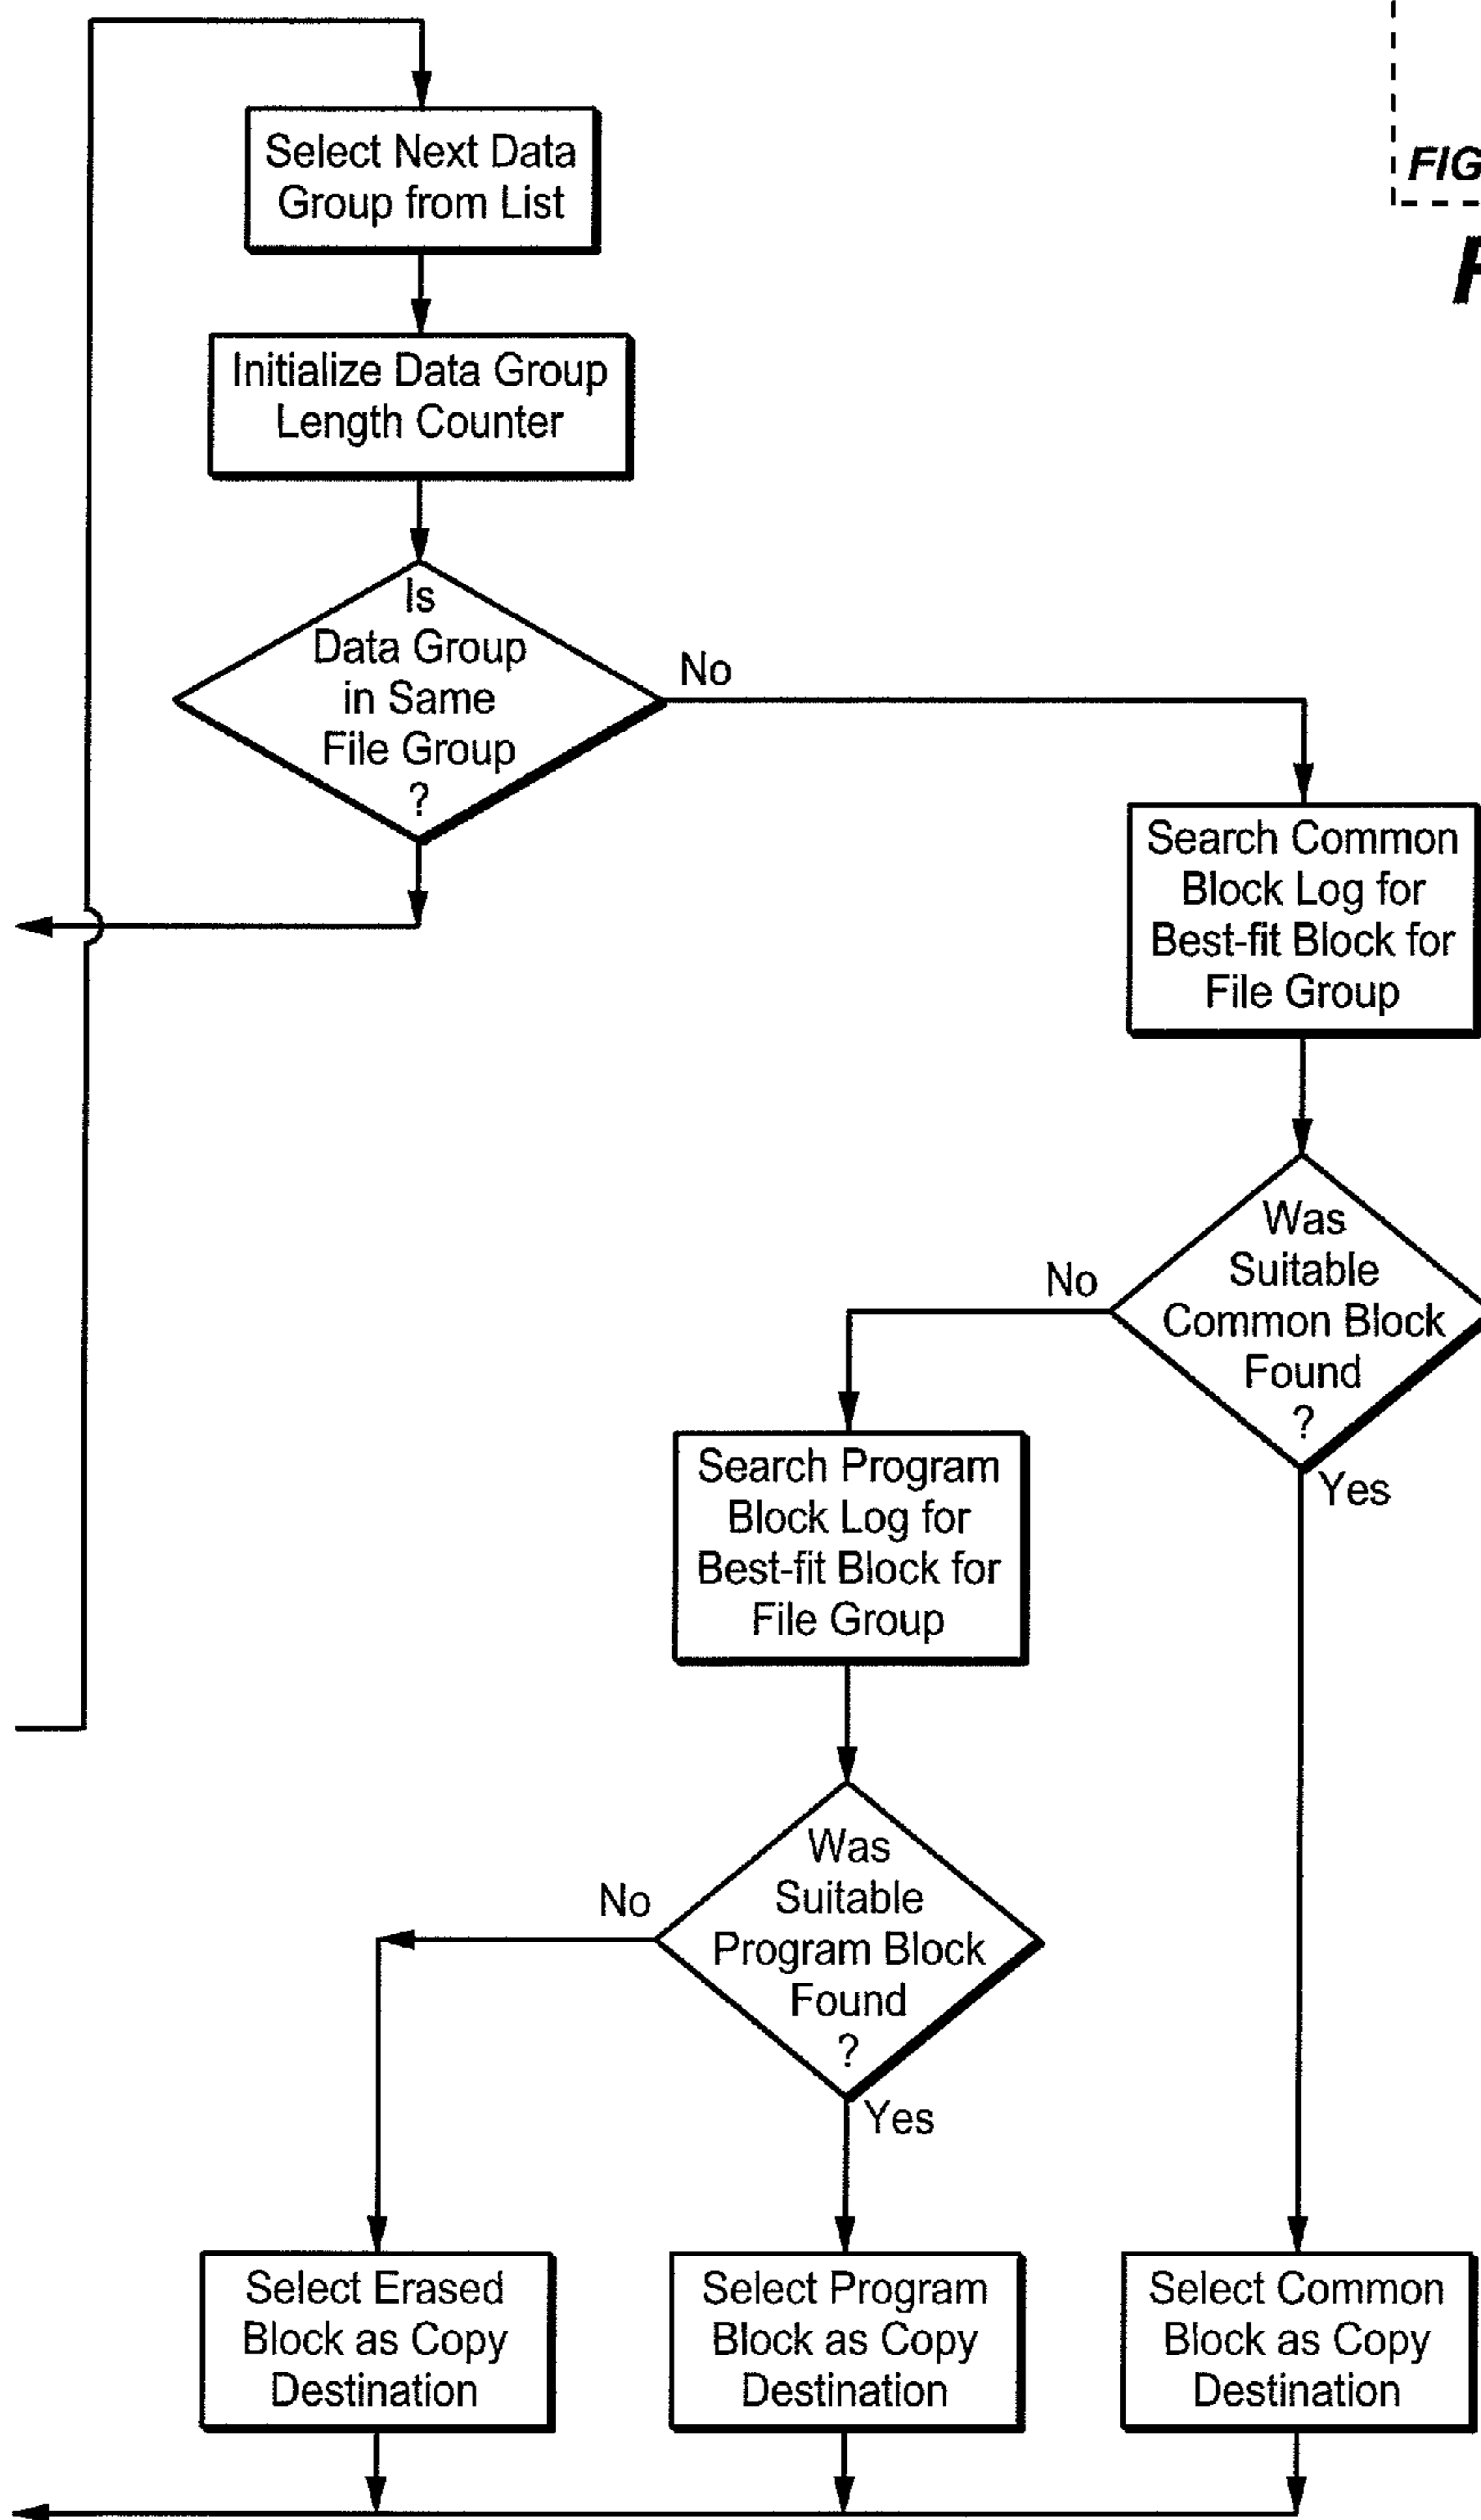 FIG
Select Next Data
Group from List
Initialize Data Group
Length Counter
Is
Data Group
in Same
File Group
?
No
Search Common
Block Log for
Best-fit Block for
File Group
Was
Suitable
Common Block
Found
?
No
Yes
Search Program
Block Log for
Best-fit Block for
File Group
Was
Suitable
Program Block
Found
?
No
Yes
Select Erased
Block as Copy
Destination
Select Program
Block as Copy
Destination
Select Common
Block as Copy
Destination